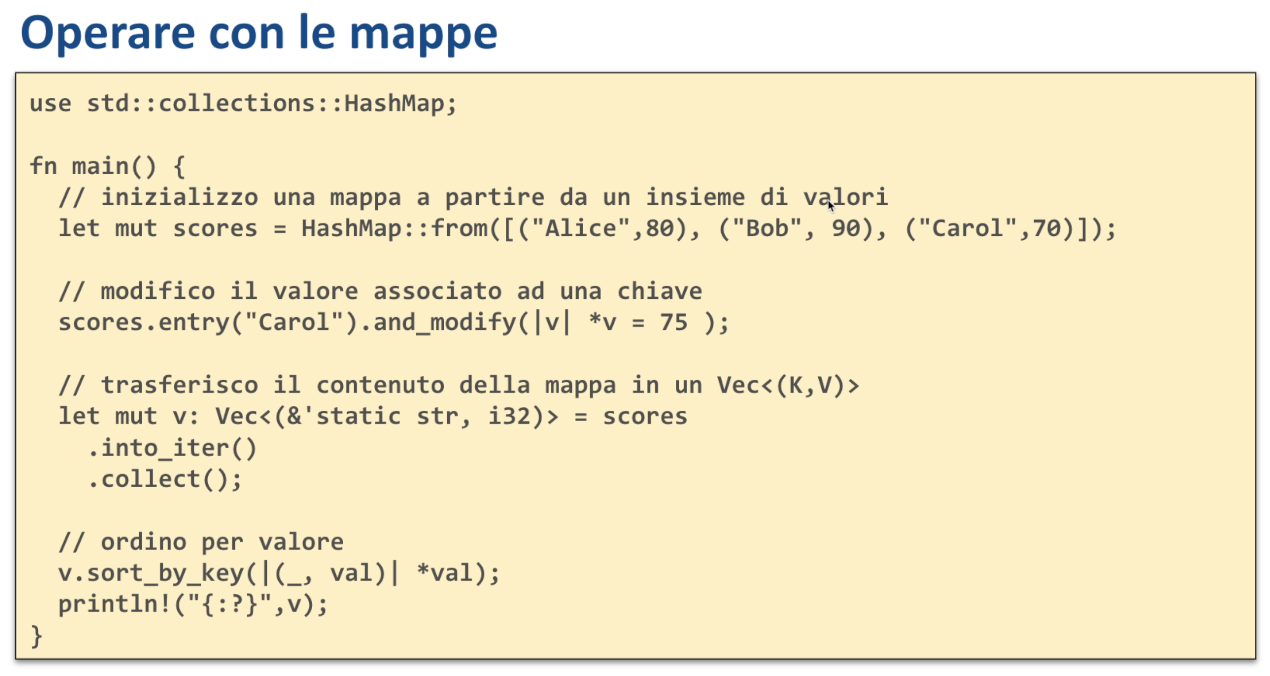 Operare con le mappe
use std::collections::HashMap;
fn main() {
// inizializzo una mappa a partire da un insieme di valori
let mut scores = HashMap::from([("Alice",80), ("Bob", 90), ("Carol",70)]);
// modifico il valore associato ad una chiave
scores.entry("Carol").and_modify(|v| *v = 75 );
// trasferisco il contenuto della mappa in un Vec<(K,V)>
let mut v: Vec<(&'static str, i32)> = scores
.into_iter()
.collect();
// ordino per valore
v.sort_by_key(|(_, val)| *val);
println!("{:?}",v);
}